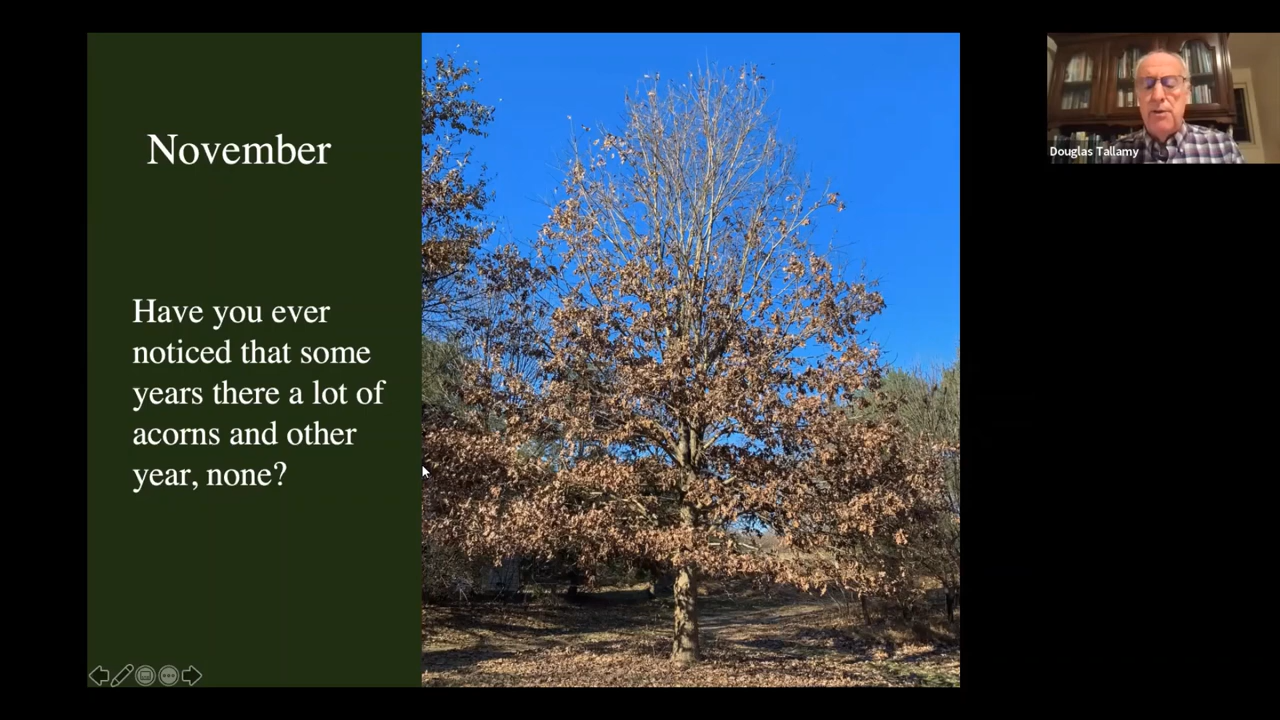 November
Have you ever
noticed that some
years there a lot of
acorns and other
year, none?
Douglas Tallamy